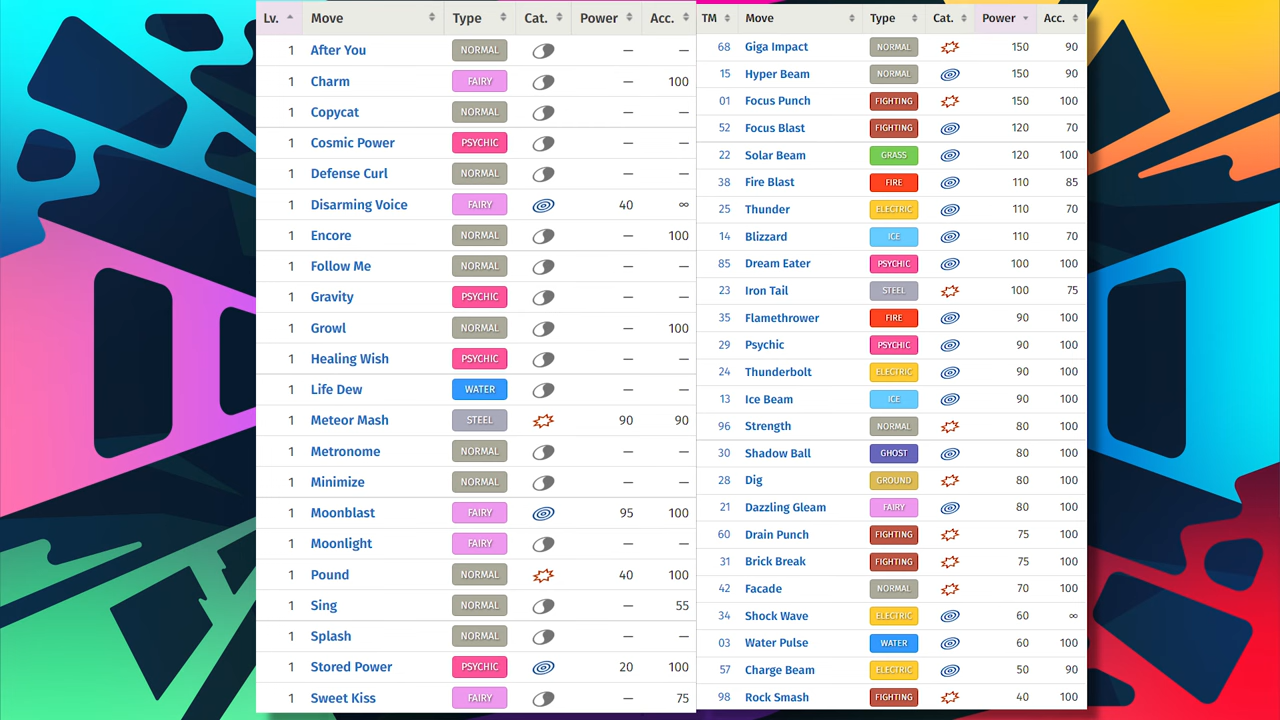 Lv. Move Type Cat. Power Acc.
1 After You NORMAL — —
1 Charm FAIRY — 100
1 Copycat NORMAL — —
1 Cosmic Power PSYCHIC — —
1 Defense Curl NORMAL — —
1 Disarming Voice FAIRY 40 ∞
1 Encore NORMAL — 100
1 Follow Me NORMAL — —
1 Gravity PSYCHIC — —
1 Growl NORMAL — 100
1 Healing Wish PSYCHIC — —
1 Life Dew WATER — —
1 Meteor Mash STEEL 90 90
1 Metronome NORMAL — —
1 Minimize NORMAL — —
1 Moonblast FAIRY 95 100
1 Moonlight FAIRY — —
1 Pound NORMAL 40 100
1 Sing NORMAL — 55
1 Splash NORMAL — —
1 Stored Power PSYCHIC 20 100
1 Sweet Kiss FAIRY — 75
TM Move Type Cat. Power Acc.
68 Giga Impact NORMAL 150 90
15 Hyper Beam NORMAL 150 90
01 Focus Punch FIGHTING 150 100
52 Focus Blast FIGHTING 120 70
22 Solar Beam GRASS 120 100
38 Fire Blast FIRE 110 85
25 Thunder ELECTRIC 110 70
14 Blizzard ICE 110 70
85 Dream Eater PSYCHIC 100 100
23 Iron Tail STEEL 100 75
35 Flamethrower FIRE 90 100
29 Psychic PSYCHIC 90 100
24 Thunderbolt ELECTRIC 90 100
13 Ice Beam ICE 90 100
96 Strength NORMAL 80 100
30 Shadow Ball GHOST 80 100
28 Dig GROUND 80 100
21 Dazzling Gleam FAIRY 80 100
60 Drain Punch FIGHTING 75 100
31 Brick Break FIGHTING 75 100
42 Facade NORMAL 70 100
34 Shock Wave ELECTRIC 60 ∞
03 Water Pulse WATER 60 100
57 Charge Beam ELECTRIC 50 90
98 Rock Smash FIGHTING 40 100